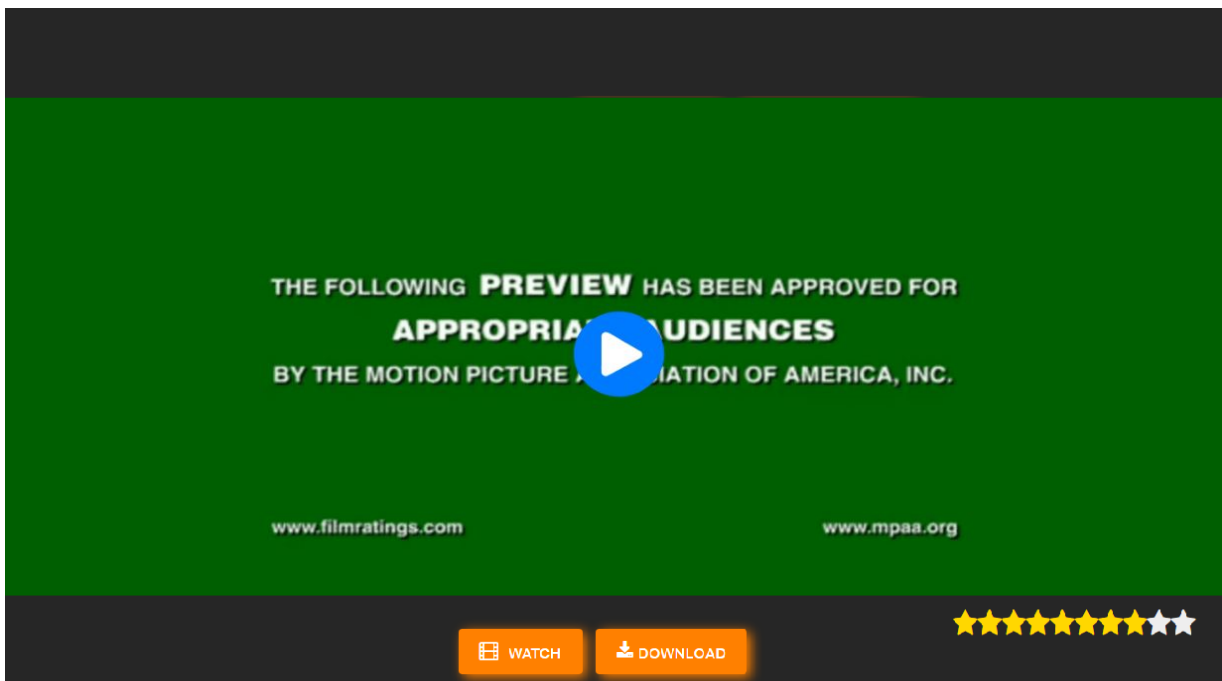 THE FOLLOWING PREVIEW HAS BEEN APPROVED FOR
AUDIENCES
BY THE MOTION PICTURE OF AMERICA, INC.
www.filmratings.com
www.mpaa.org
WATCH
DOWNLOAD